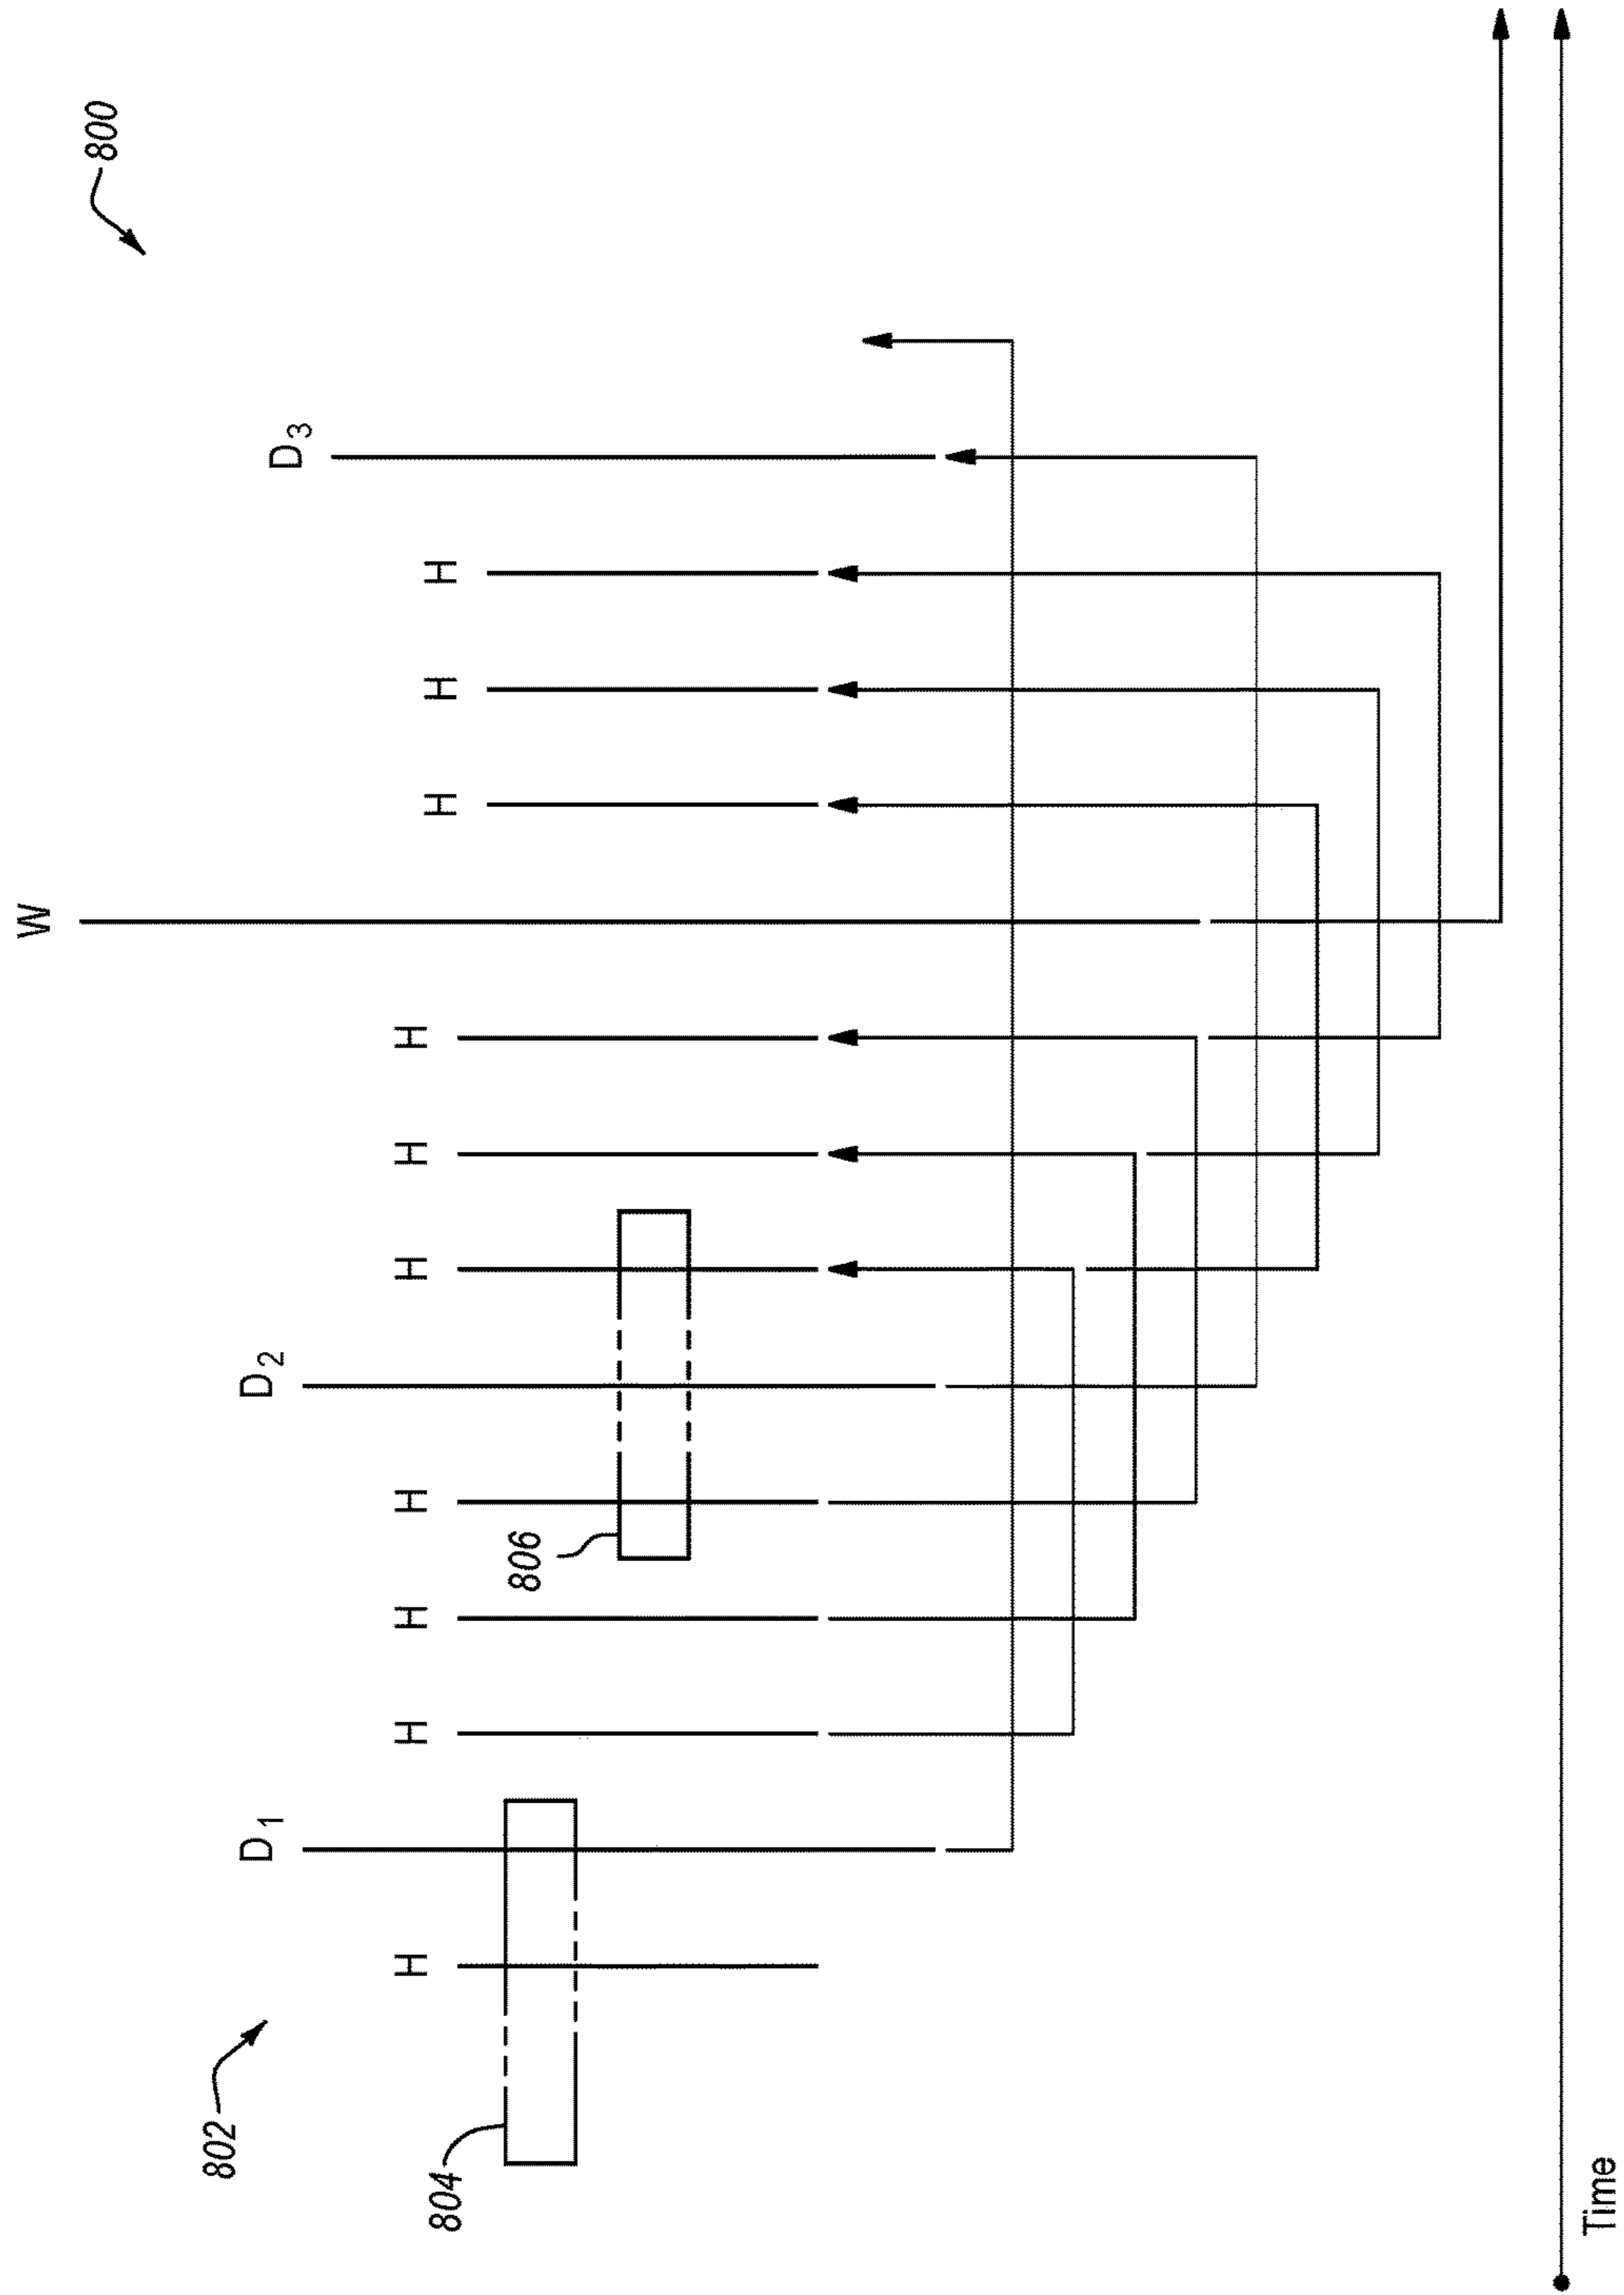 W
800
802
D₁ D₂ D₃
H H H H H H H H H H
804
806
Time